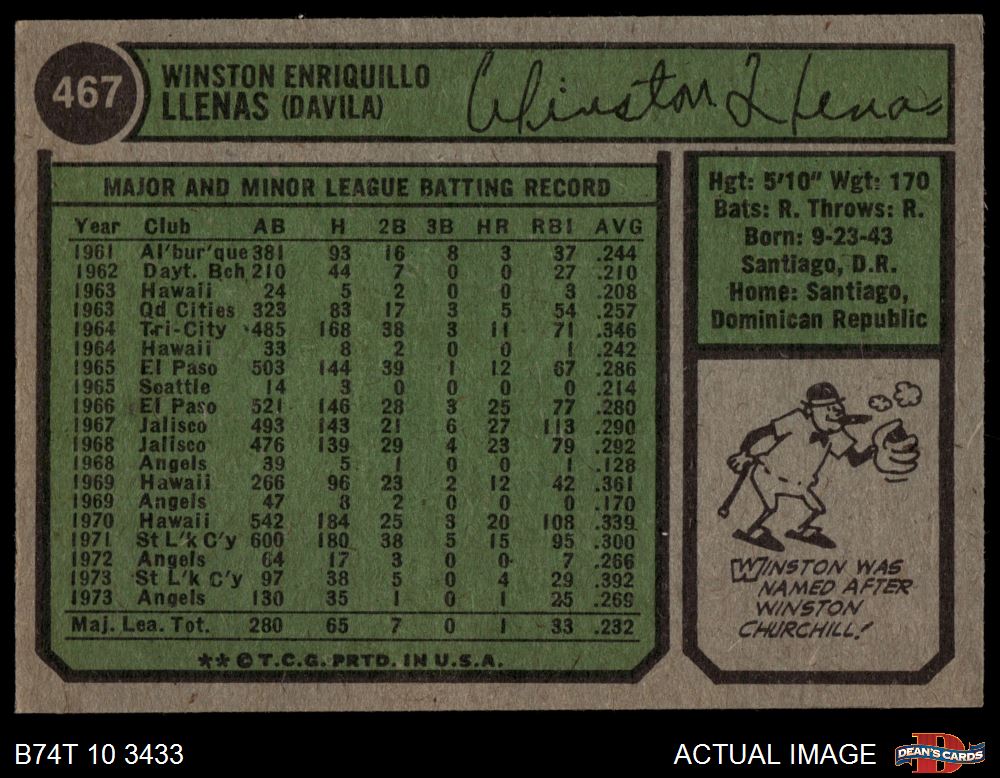 467
WINSTON ENRIQUILLO
LLENAS (DAVILA)
Winston Llenas
MAJOR AND MINOR LEAGUE BATTING RECORD
Year Club AB H 2B 3B HR RBI AVG
1961 Al'bur'que 381 93 16 8 3 37 .244
1962 Dayt. Bch 210 44 7 0 0 27 .210
1963 Hawaii 24 5 2 0 0 3 .208
1963 Qd Cities 323 83 17 3 5 54 .257
1964 Tri-City 485 168 38 3 11 71 .346
1964 Hawaii 33 8 2 0 0 1 .242
1965 El Paso 503 144 39 1 12 67 .286
1965 Seattle 14 3 0 0 0 0 .214
1966 El Paso 521 146 28 3 25 77 .280
1967 Jalisco 493 143 21 6 27 113 .290
1968 Jalisco 476 139 29 4 23 79 .292
1968 Angels 39 5 1 0 0 1 .128
1969 Hawaii 266 96 23 2 12 42 .361
1969 Angels 47 8 2 0 0 0 .170
1970 Hawaii 542 184 25 3 20 108 .339
1971 St L'k C'y 600 180 38 5 15 95 .300
1972 Angels 64 17 3 0 0 7 .266
1973 St L'k C'y 97 38 5 0 4 29 .392
1973 Angels 130 35 1 0 1 25 .269
Maj. Lea. Tot. 280 65 7 0 1 33 .232
** © T.C.G. PRTD. IN U.S.A.
Hgt: 5'10" Wgt: 170
Bats: R. Throws: R.
Born: 9-23-43
Santiago, D.R.
Home: Santiago,
Dominican Republic
WINSTON WAS
NAMED AFTER
WINSTON
CHURCHILL!
B74T 10 3433
ACTUAL IMAGE
DEAN'S CARDS